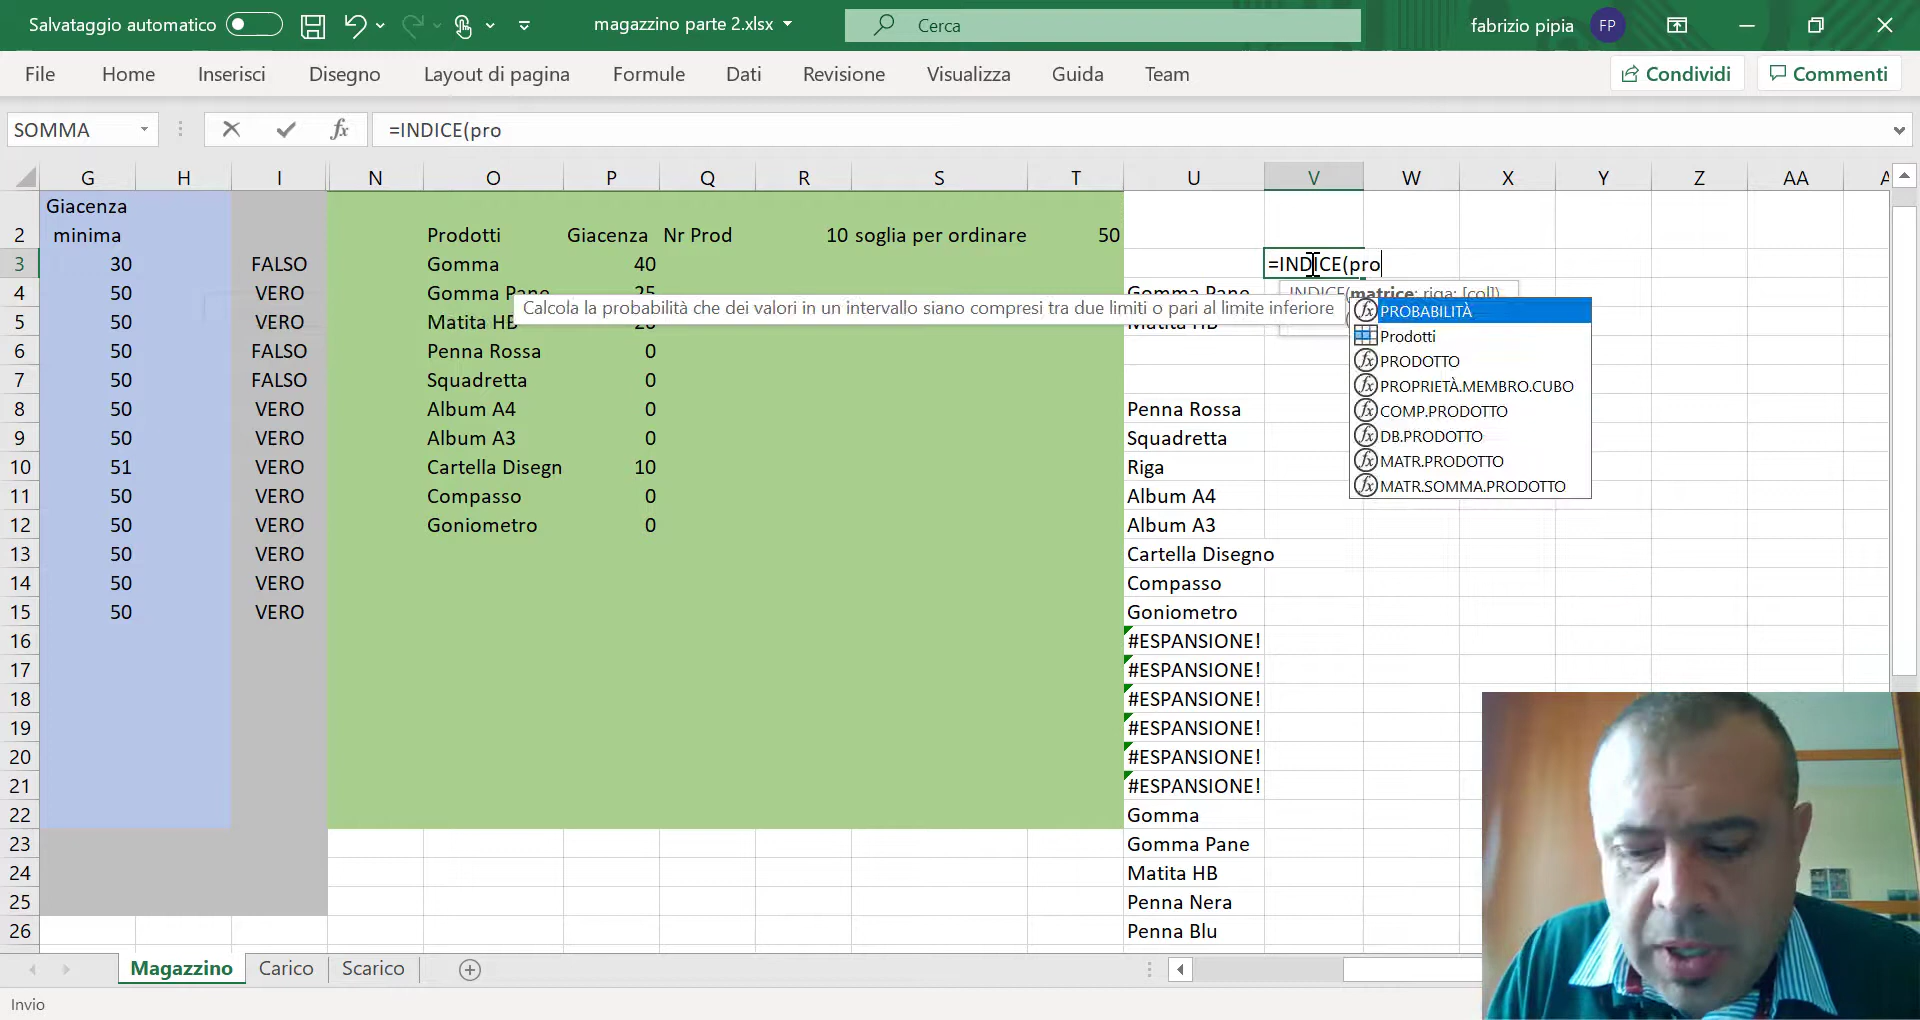 Salvataggio automatico
magazzino parte 2.xlsx
Cerca
fabrizio pipia FP
File Home Inserisci Disegno Layout di pagina Formule Dati Revisione Visualizza Guida Team Condividi Commenti
SOMMA fx =INDICE(pro
G H I N O P Q R S T U V W X Y Z AA
Giacenza
2 minima Prodotti Giacenza Nr Prod 10 soglia per ordinare 50
3 30 FALSO Gomma 40 =INDICE(pro
4 50 VERO Gomma Pane 25 Gomma Pane INDICE(matrice; riga; [col])
Calcola la probabilità che dei valori in un intervallo siano compresi tra due limiti o pari al limite inferiore
PROBABILITÀ
5 50 VERO Matita HB Matita HB
Prodotti
6 50 FALSO Penna Rossa 0
PRODOTTO
7 50 FALSO Squadretta 0
PROPRIETÀ.MEMBRO.CUBO
8 50 VERO Album A4 0 Penna Rossa
COMP.PRODOTTO
9 50 VERO Album A3 0 Squadretta
DB.PRODOTTO
10 51 VERO Cartella Disegn 10 Riga
MATR.PRODOTTO
11 50 VERO Compasso 0 Album A4
MATR.SOMMA.PRODOTTO
12 50 VERO Goniometro 0 Album A3
13 50 VERO Cartella Disegno
14 50 VERO Compasso
15 50 VERO Goniometro
16 #ESPANSIONE!
17 #ESPANSIONE!
18 #ESPANSIONE!
19 #ESPANSIONE!
20 #ESPANSIONE!
21 #ESPANSIONE!
22 Gomma
23 Gomma Pane
24 Matita HB
25 Penna Nera
26 Penna Blu
Magazzino Carico Scarico
Invio